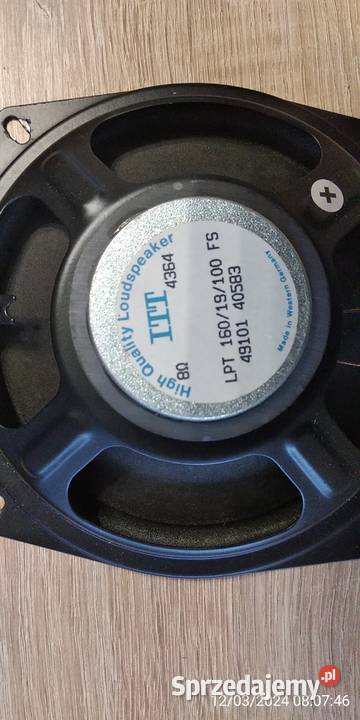 High Quality Loudspeaker
ITT
4364
8Ω
LPT 160/19/100 FS
49101 40583
Made in Western Germany
+
Sprzedajemy.pl
12/03/2024 08:07:46